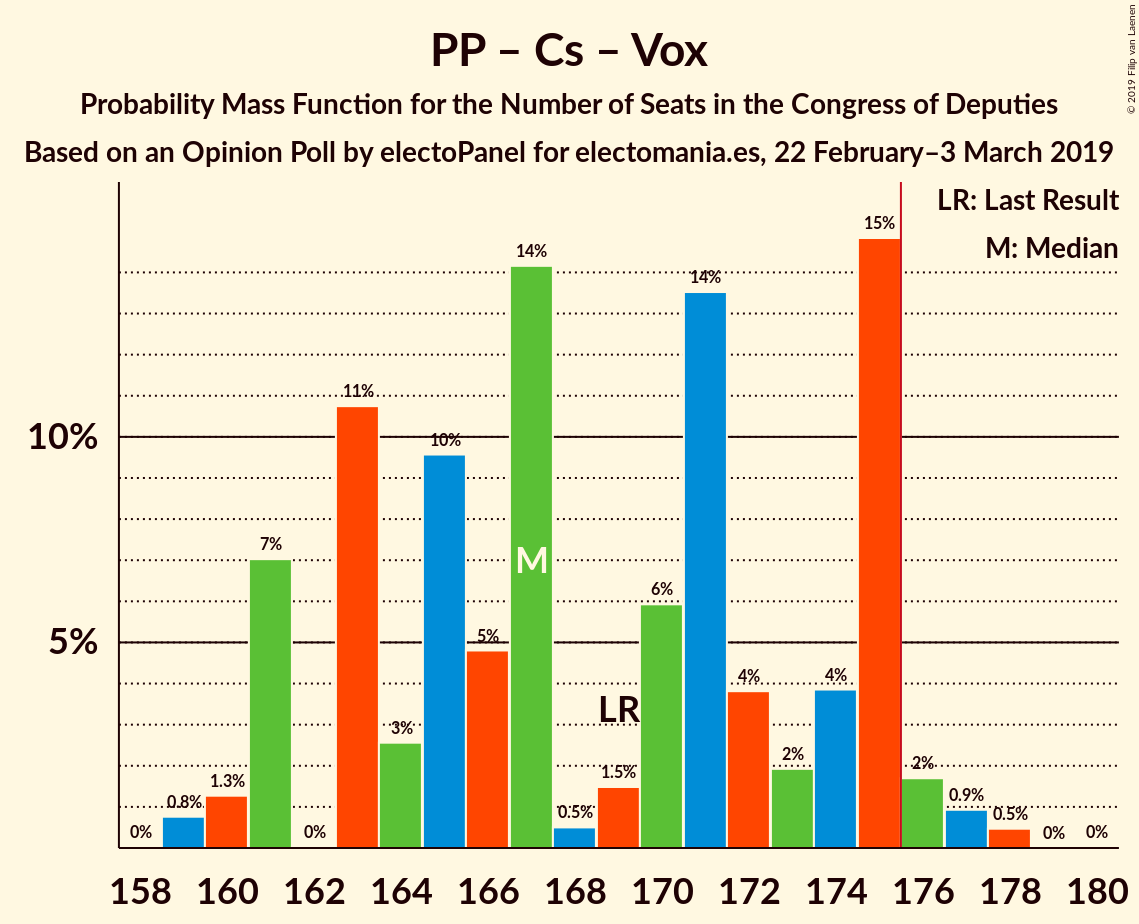 PP – Cs – Vox
Probability Mass Function for the Number of Seats in the Congress of Deputies
Based on an Opinion Poll by electoPanel for electomania.es, 22 February–3 March 2019
© 2019 Filip van Laenen
LR: Last Result
M: Median
10%
5%
0%
0.8%
1.3%
7%
0%
11%
3%
10%
5%
14%
M
0.5%
1.5%
LR
6%
14%
4%
2%
4%
15%
2%
0.9%
0.5%
0%
0%
158 160 162 164 166 168 170 172 174 176 178 180